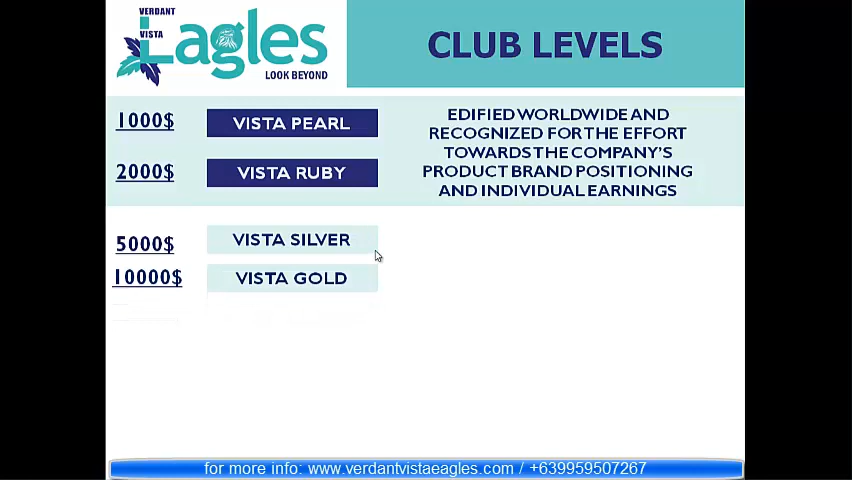 VERDANT
VISTA
Eagles
LOOK BEYOND
CLUB LEVELS
1000$ VISTA PEARL
2000$ VISTA RUBY
EDIFIED WORLDWIDE AND
RECOGNIZED FOR THE EFFORT
TOWARDS THE COMPANY'S
PRODUCT BRAND POSITIONING
AND INDIVIDUAL EARNINGS
5000$ VISTA SILVER
10000$ VISTA GOLD
for more info: www.verdantvistaeagles.com / +639959507267